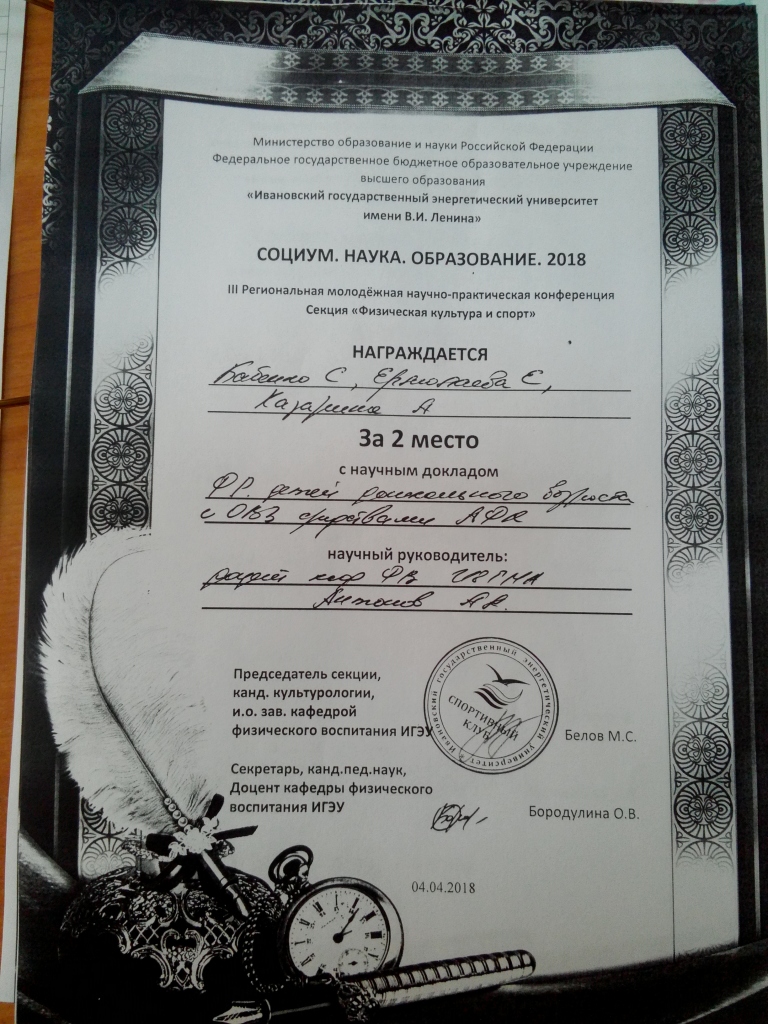 Министерство образование и науки Российской Федерации
Федеральное государственное бюджетное образовательное учреждение
высшего образования
«Ивановский государственный энергетический университет
имени В.И. Ленина»
СОЦИУМ. НАУКА. ОБРАЗОВАНИЕ. 2018
III Региональная молодёжная научно-практическая конференция
Секция «Физическая культура и спорт»
НАГРАЖДАЕТСЯ
Бабенко С, Ермолаева Е,
Казарина А
За 2 место
с научным докладом
ФР. детей дошкольного возраста
с ОВЗ средствами АФК
научный руководитель:
доцент каф ФВ
Антонов
Председатель секции,
канд. культурологии,
и.о. зав. кафедрой
физического воспитания ИГЭУ
Белов М.С.
Ивановский государственный энергетический университет
СПОРТИВНЫЙ
КЛУБ
Секретарь, канд.пед.наук,
Доцент кафедры физического
воспитания ИГЭУ
Бородулина О.В.
04.04.2018